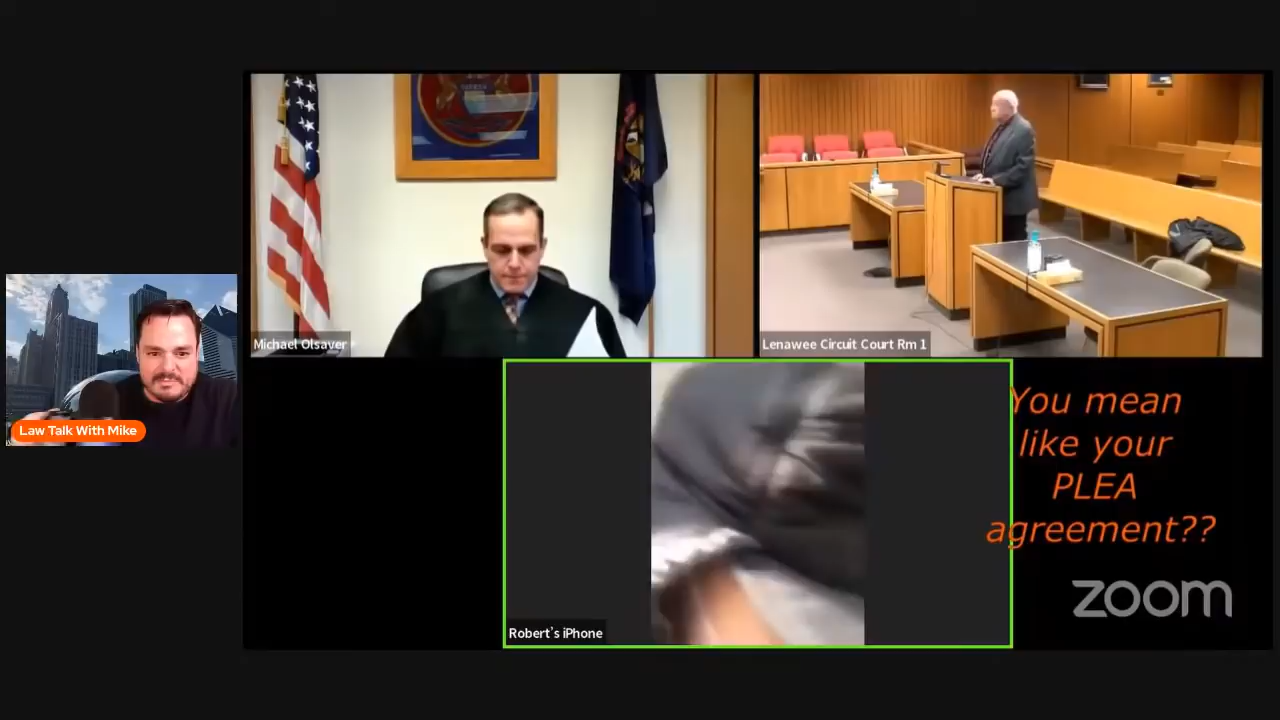 Michael Olsaver
Lenawee Circuit Court Rm 1
Law Talk With Mike
You mean
like your
PLEA
agreement??
zoom
Robert's iPhone